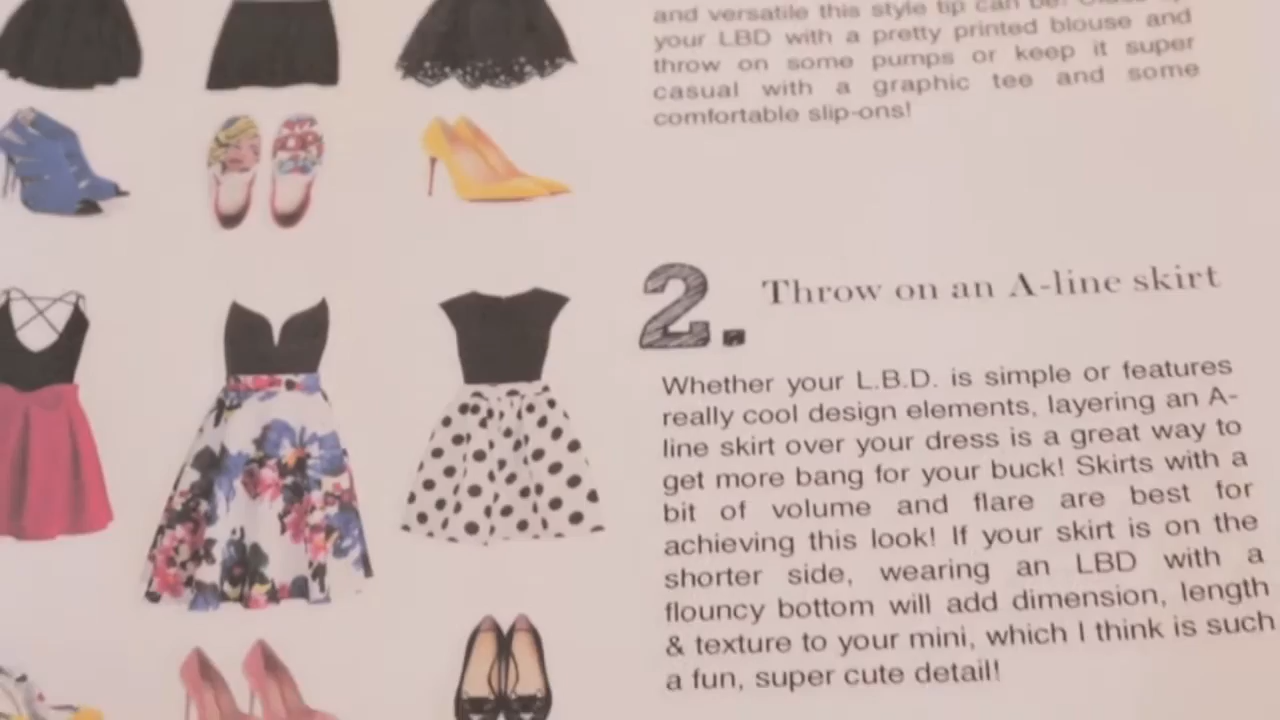 and versatile this style tip can be!
your LBD with a pretty printed blouse and
throw on some pumps or keep it super
casual with a graphic tee and some
comfortable slip-ons!
2. Throw on an A-line skirt
Whether your L.B.D. is simple or features
really cool design elements, layering an A-
line skirt over your dress is a great way to
get more bang for your buck! Skirts with a
bit of volume and flare are best for
achieving this look! If your skirt is on the
shorter side, wearing an LBD with a
flouncy bottom will add dimension, length
& texture to your mini, which I think is such
a fun, super cute detail!